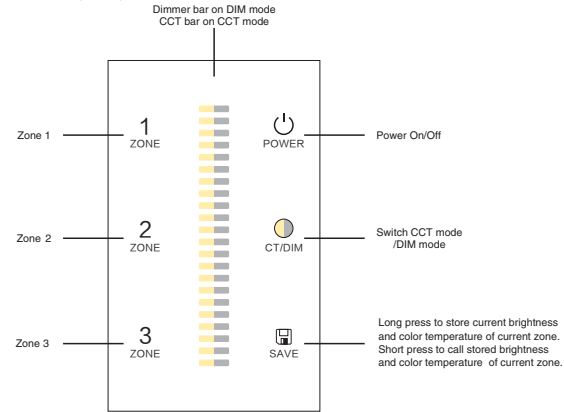 Dimmer bar on DIM mode
CCT bar on CCT mode
Zone 1
1
ZONE
POWER
Power On/Off
Zone 2
2
ZONE
CT/DIM
Switch CCT mode
/DIM mode
Zone 3
3
ZONE
SAVE
Long press to store current brightness
and color temperature of current zone.
Short press to call stored brightness
and color temperature of current zone.